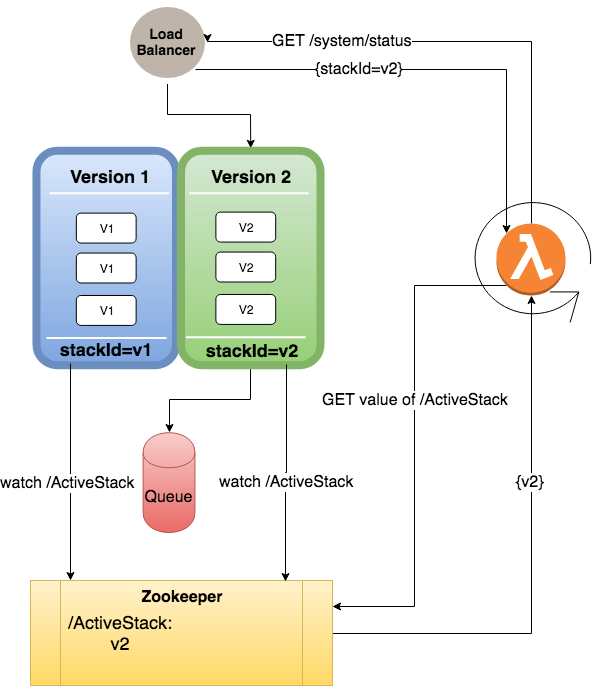 Load
Balancer
GET /system/status
{stackId=v2}
Version 1
Version 2
V1
V2
V1
V2
V1
V2
stackId=v1
stackId=v2
λ
GET value of /ActiveStack
watch /ActiveStack
Queue
watch /ActiveStack
{v2}
Zookeeper
/ActiveStack:
v2